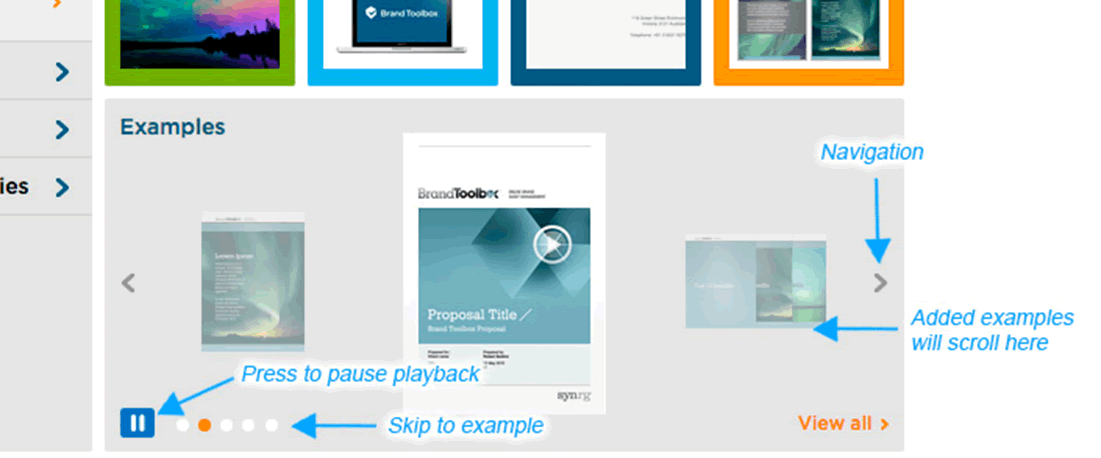 Brand Toolbox
Examples
Navigation
ies
BrandToolbox
Lorem Ipsum
Proposal Title /
Brand Toolbox Proposal
Added examples
will scroll here
Press to pause playback
synrg
Skip to example
View all